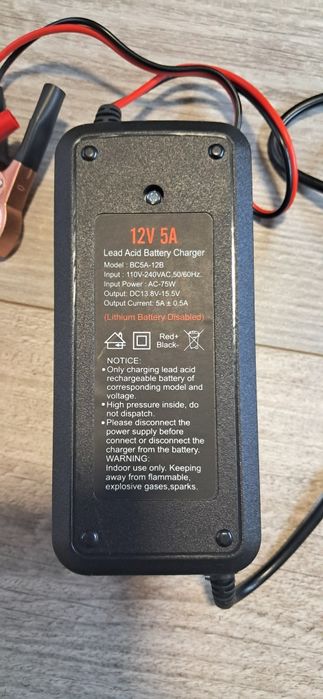 12V 5A
Lead Acid Battery Charger
Model : BC5A-12B
Input : 110V-240VAC,50/60Hz.
Input Power : AC-75W
Output: DC13.8V-15.5V
Output Current: 5A ± 0.5A
(Lithium Battery Disabled)
Red+
Black-
NOTICE:
• Only charging lead acid
rechargeable battery of
corresponding model and
voltage.
• High pressure inside, do
not dispatch.
• Please disconnect the
power supply before
connect or disconnect the
charger from the battery.
WARNING:
Indoor use only. Keeping
away from flammable,
explosive gases,sparks.